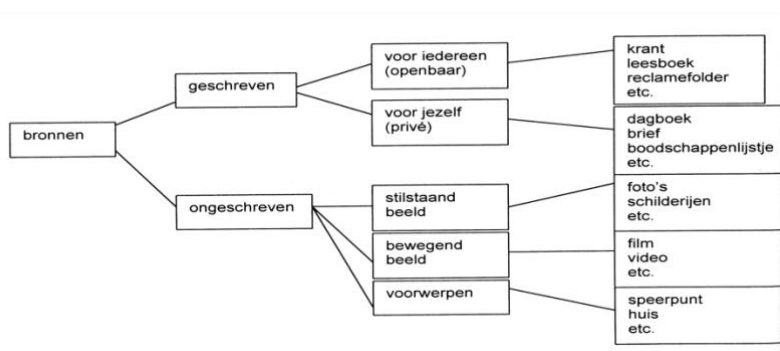 bronnen
geschreven
ongeschreven
voor iedereen
(openbaar)
voor jezelf
(privé)
stilstaand
beeld
bewegend
beeld
voorwerpen
krant
leesboek
reclamefolder
etc.
dagboek
brief
boodschappenlijstje
etc.
foto's
schilderijen
etc.
film
video
etc.
speerpunt
huis
etc.